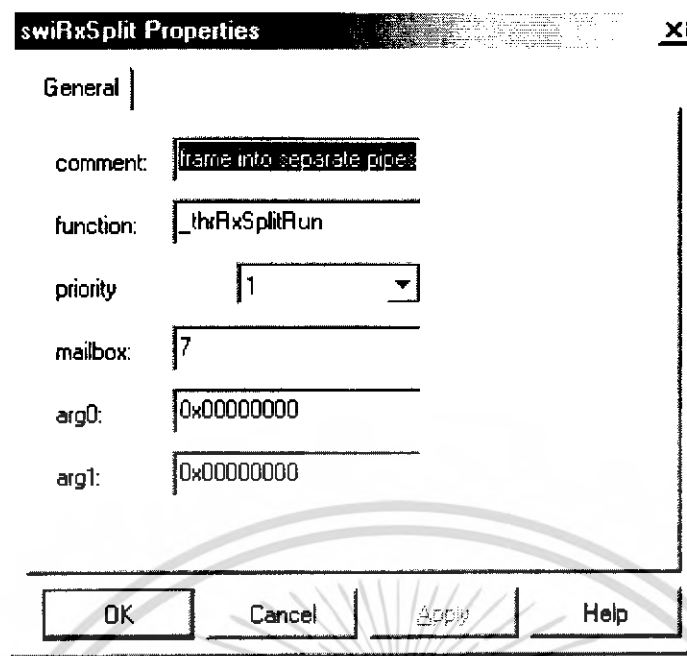 swiRxSplit Properties
General
comment: frame into separate pipes
function: _thrRxSplitRun
priority 1
mailbox: 7
arg0: 0x00000000
arg1: 0x00000000
OK Cancel Apply Help